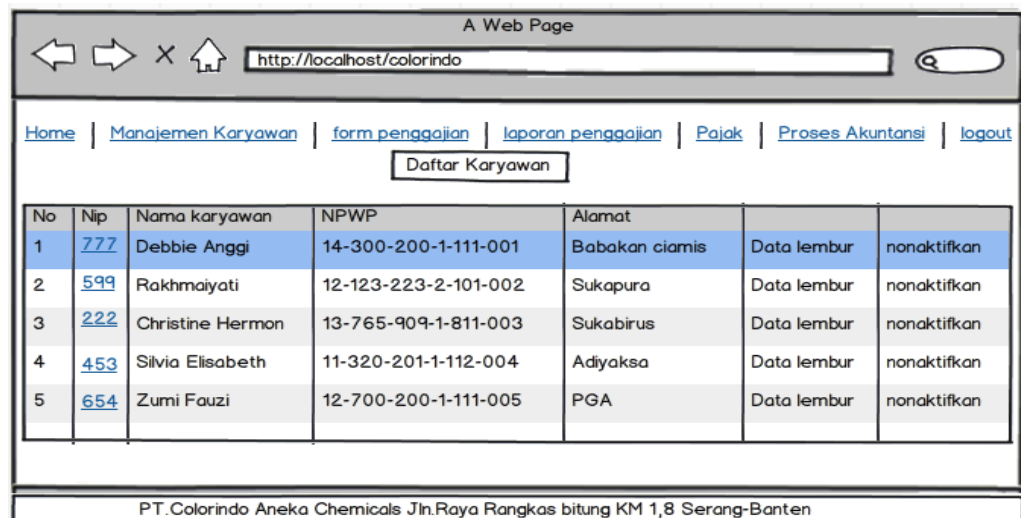 A Web Page
http://localhost/colorindo
Home | Manajemen Karyawan | form penggajian | laporan penggajian | Pajak | Proses Akuntansi | logout
Daftar Karyawan
No Nip Nama karyawan NPWP Alamat
1 777 Debbie Anggi 14-300-200-1-111-001 Babakan ciamis Data lembur nonaktifkan
2 599 Rakhmaiyati 12-123-223-2-101-002 Sukapura Data lembur nonaktifkan
3 222 Christine Hermon 13-765-909-1-811-003 Sukabirus Data lembur nonaktifkan
4 453 Silvia Elisabeth 11-320-201-1-112-004 Adiyaksa Data lembur nonaktifkan
5 654 Zumi Fauzi 12-700-200-1-111-005 PGA Data lembur nonaktifkan
PT.Colorindo Aneka Chemicals Jln.Raya Rangkas bitung KM 1,8 Serang-Banten